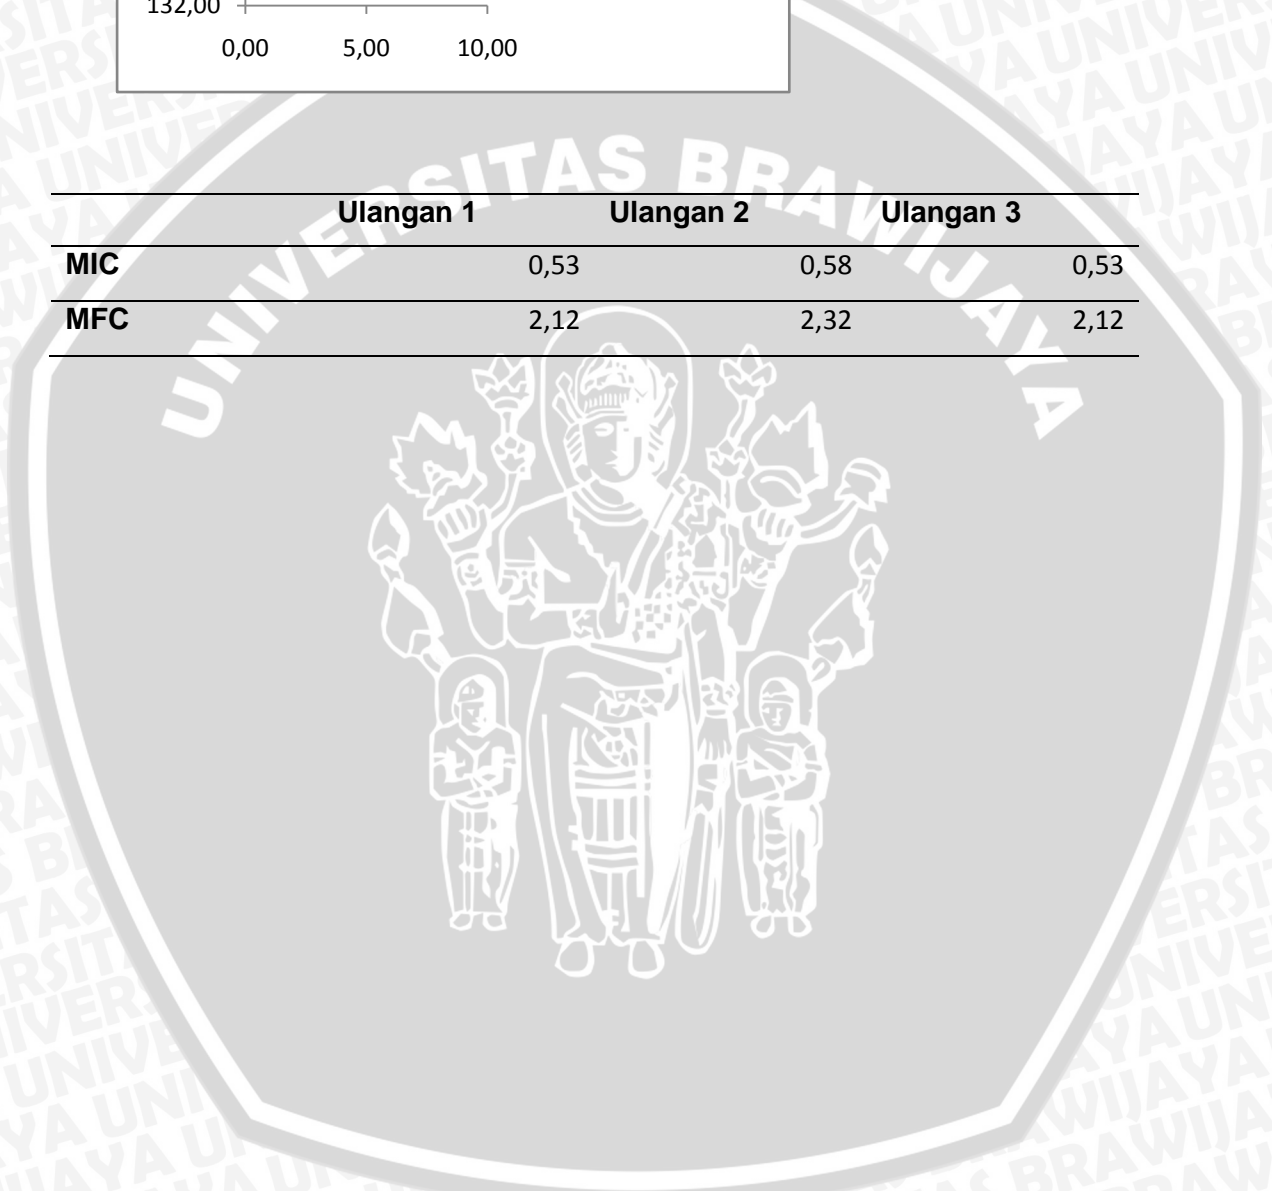 132,00
0,00 5,00 10,00
UNIVERSITAS BRAWIJAYA
Ulangan 1 Ulangan 2 Ulangan 3
MIC 0,53 0,58 0,53
MFC 2,12 2,32 2,12